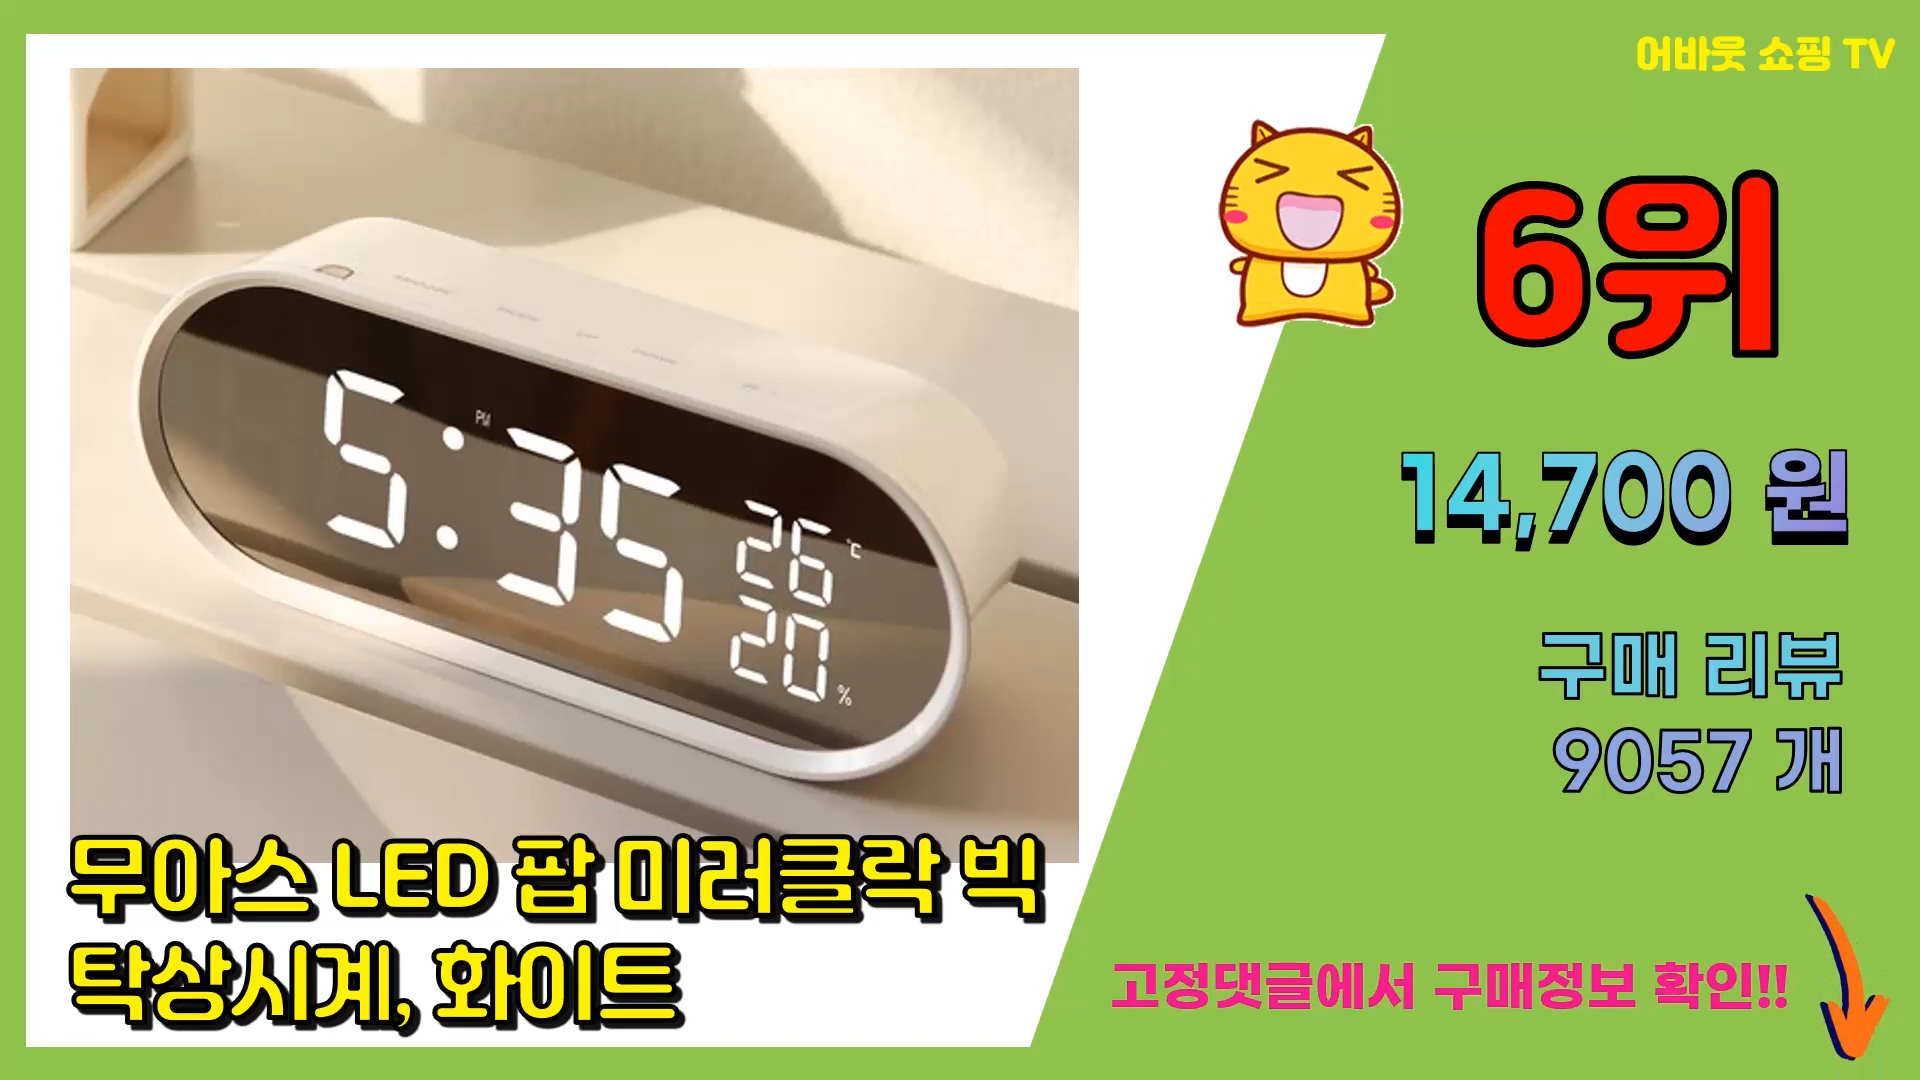 어바웃 쇼핑 TV
6위
PM
5:35
26 °C
20 %
14,700 원
구매 리뷰
9057 개
무아스 LED 팝 미러클락 빅
탁상시계, 화이트
고정댓글에서 구매정보 확인!!